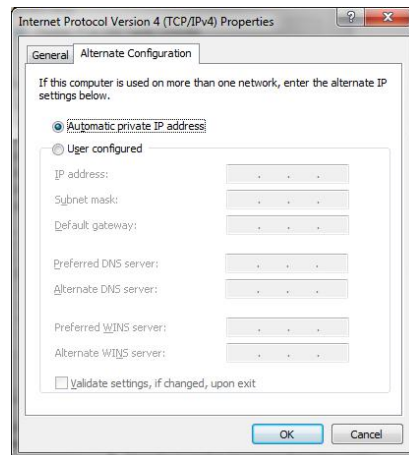 Internet Protocol Version 4 (TCP/IPv4) Properties
General
Alternate Configuration
If this computer is used on more than one network, enter the alternate IP
settings below.
Automatic private IP address
User configured
IP address:
Subnet mask:
Default gateway:
Preferred DNS server:
Alternate DNS server:
Preferred WINS server:
Alternate WINS server:
Validate settings, if changed, upon exit
OK
Cancel